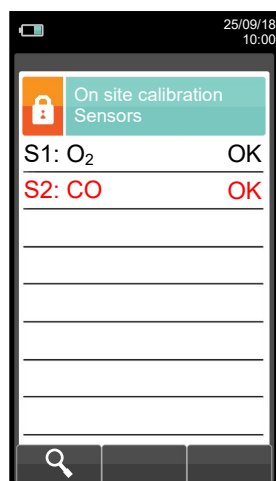 25/09/18
10:00
On site calibration
Sensors
S1: O₂ OK
S2: CO OK